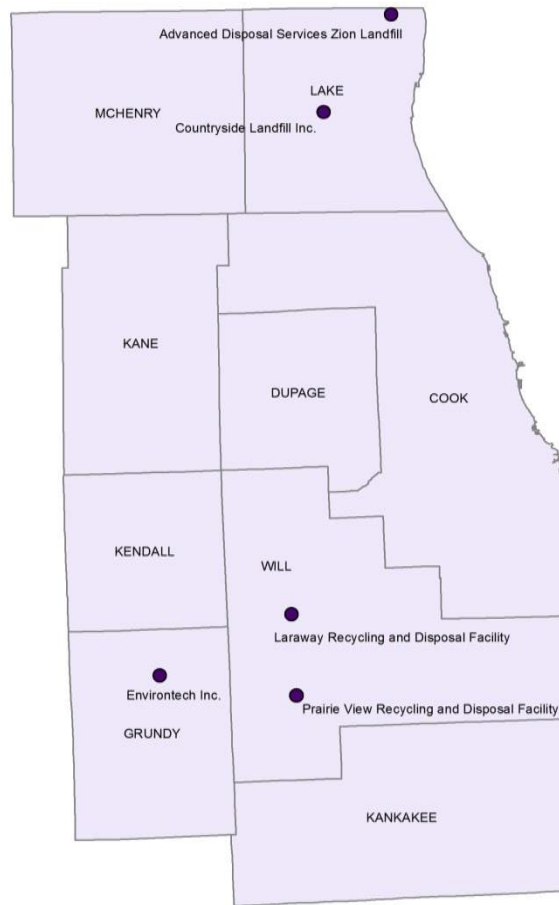 Advanced Disposal Services Zion Landfill
LAKE
MCHENRY
Countryside Landfill Inc.
KANE
DUPAGE
COOK
KENDALL
WILL
Laraway Recycling and Disposal Facility
Environtech Inc.
Prairie View Recycling and Disposal Facility
GRUNDY
KANKAKEE